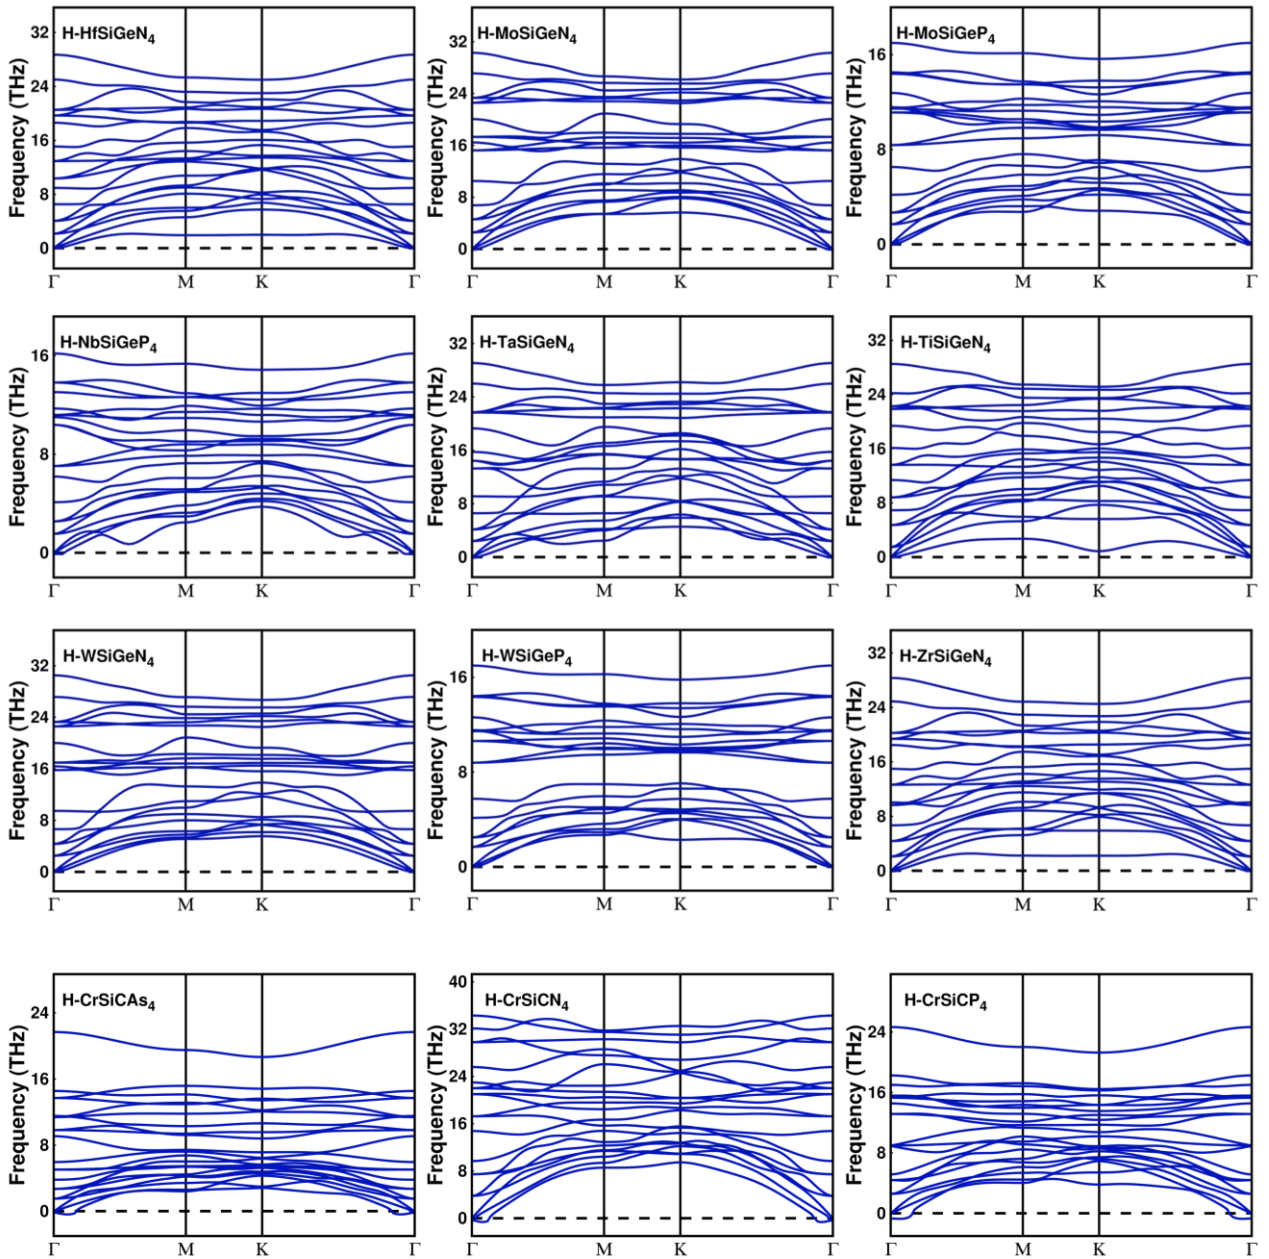 H-HfSiGeN4
Frequency (THz)
32
24
16
8
0
Γ M K Γ
H-MoSiGeN4
Frequency (THz)
32
24
16
8
0
Γ M K Γ
H-MoSiGeP4
Frequency (THz)
16
8
0
Γ M K Γ
H-NbSiGeP4
Frequency (THz)
16
8
0
Γ M K Γ
H-TaSiGeN4
Frequency (THz)
32
24
16
8
0
Γ M K Γ
H-TiSiGeN4
Frequency (THz)
32
24
16
8
0
Γ M K Γ
H-WSiGeN4
Frequency (THz)
32
24
16
8
0
Γ M K Γ
H-WSiGeP4
Frequency (THz)
16
8
0
Γ M K Γ
H-ZrSiGeN4
Frequency (THz)
32
24
16
8
0
Γ M K Γ
H-CrSiCAs4
Frequency (THz)
24
16
8
0
Γ M K Γ
H-CrSiCN4
Frequency (THz)
40
32
24
16
8
0
Γ M K Γ
H-CrSiCP4
Frequency (THz)
24
16
8
0
Γ M K Γ